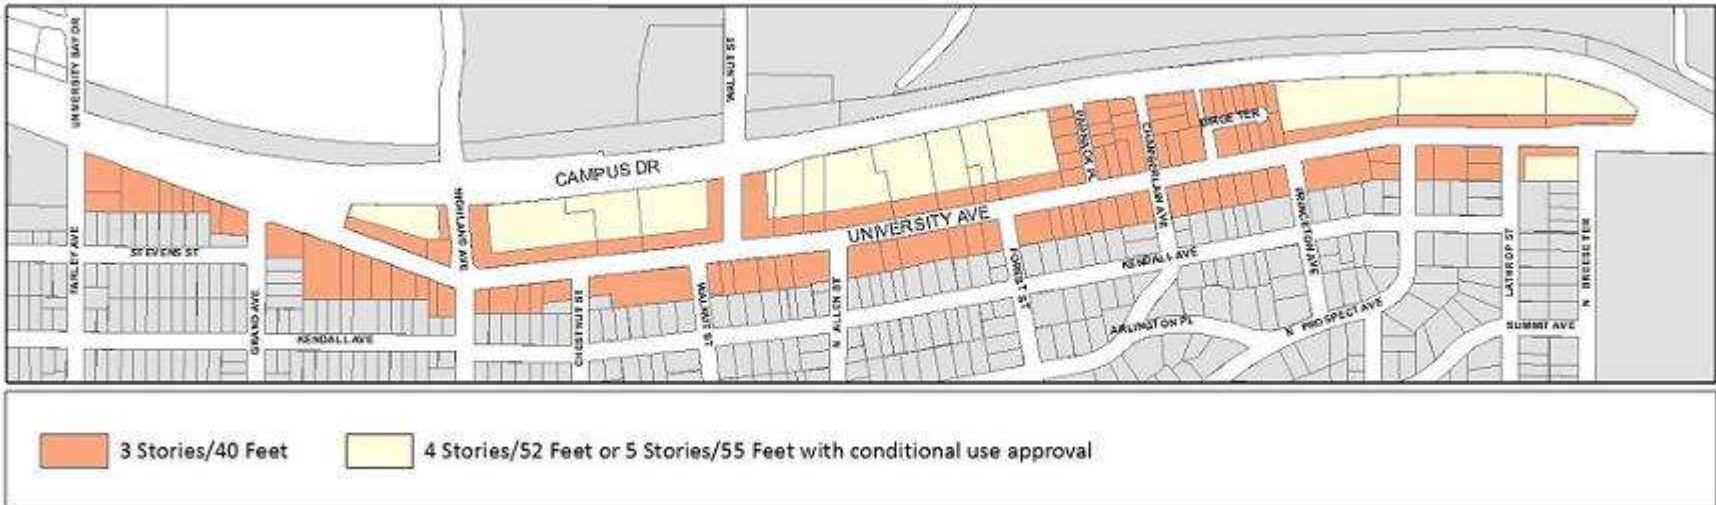 UNIVERSITY BAY DR
WALNUT ST
CAMPUS DR
HIGHLAND AVE
PADDOCK PL
CHAMBERLAIN AVE
BIRGE TER
UNIVERSITY AVE
FARLEY AVE
STEVENS ST
GRAND AVE
KENDALL AVE
CHESTNUT ST
WALNUT ST
N ALLEN ST
FOREST ST
KENDALL AVE
PRINCETON AVE
ARLINGTON PL
N PROSPECT AVE
LATHROP ST
SUMMIT AVE
N BREESE TER
3 Stories/40 Feet
4 Stories/52 Feet or 5 Stories/55 Feet with conditional use approval